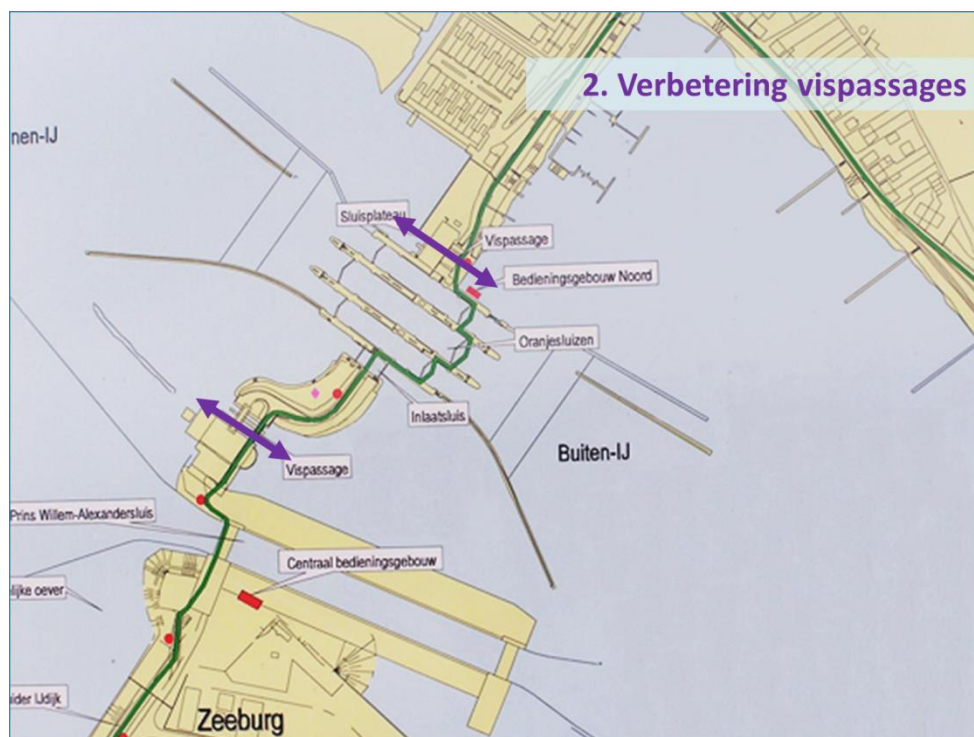 2. Verbetering vispassages
nen-IJ
Sluisplateau
Vispassage
Bedieningsgebouw Noord
Oranjesluizen
Inlaatsluis
Buiten-IJ
Vispassage
Prins Willem-Alexandersluis
Centraal bedieningsgebouw
lijke oever
ider IJdijk
Zeeburg